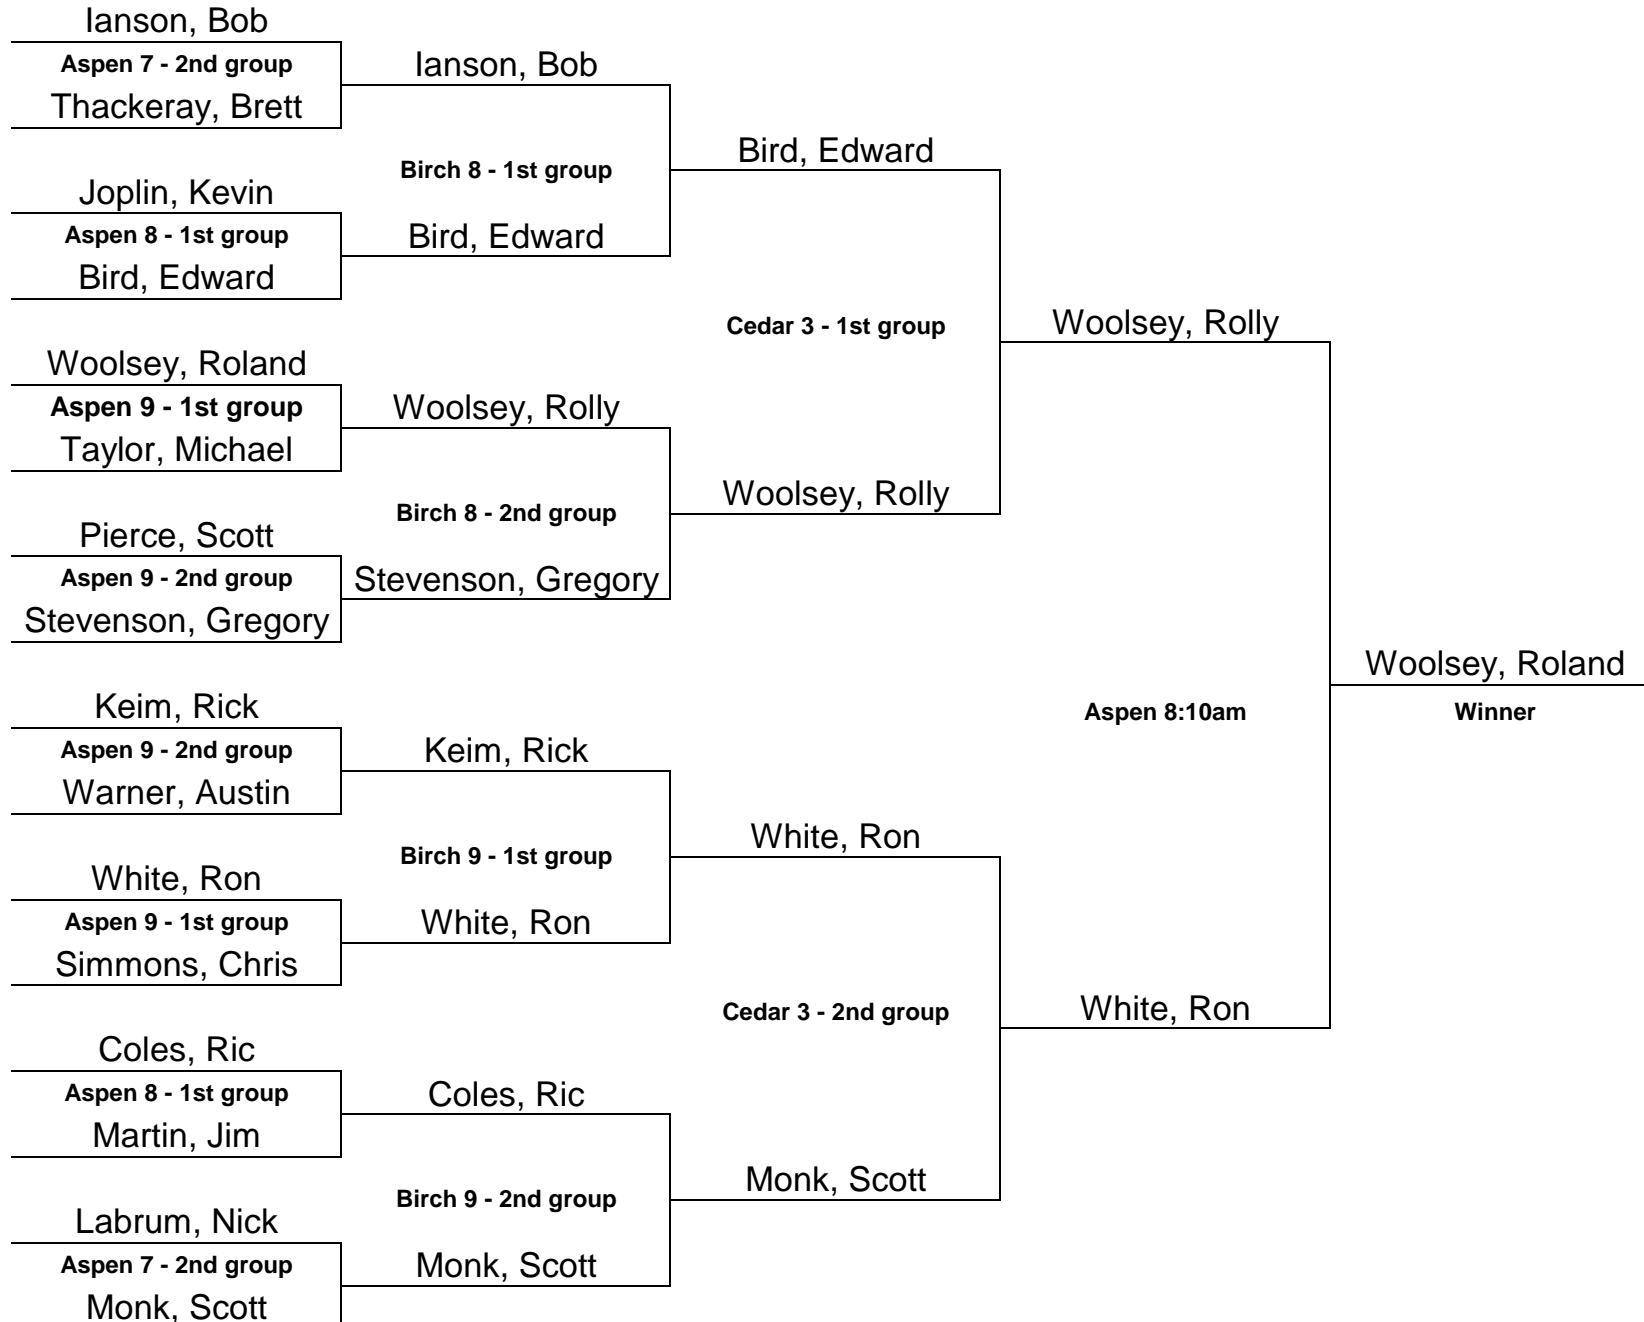 Ianson, Bob
Aspen 7 - 2nd group
Thackeray, Brett
Joplin, Kevin
Aspen 8 - 1st group
Bird, Edward
Woolsey, Roland
Aspen 9 - 1st group
Taylor, Michael
Pierce, Scott
Aspen 9 - 2nd group
Stevenson, Gregory
Keim, Rick
Aspen 9 - 2nd group
Warner, Austin
White, Ron
Aspen 9 - 1st group
Simmons, Chris
Coles, Ric
Aspen 8 - 1st group
Martin, Jim
Labrum, Nick
Aspen 7 - 2nd group
Monk, Scott
Ianson, Bob
Birch 8 - 1st group
Bird, Edward
Woolsey, Rolly
Birch 8 - 2nd group
Stevenson, Gregory
Keim, Rick
Birch 9 - 1st group
White, Ron
Coles, Ric
Birch 9 - 2nd group
Monk, Scott
Bird, Edward
Cedar 3 - 1st group
Woolsey, Rolly
White, Ron
Cedar 3 - 2nd group
Monk, Scott
Woolsey, Rolly
Aspen 8:10am
White, Ron
Woolsey, Roland
Winner